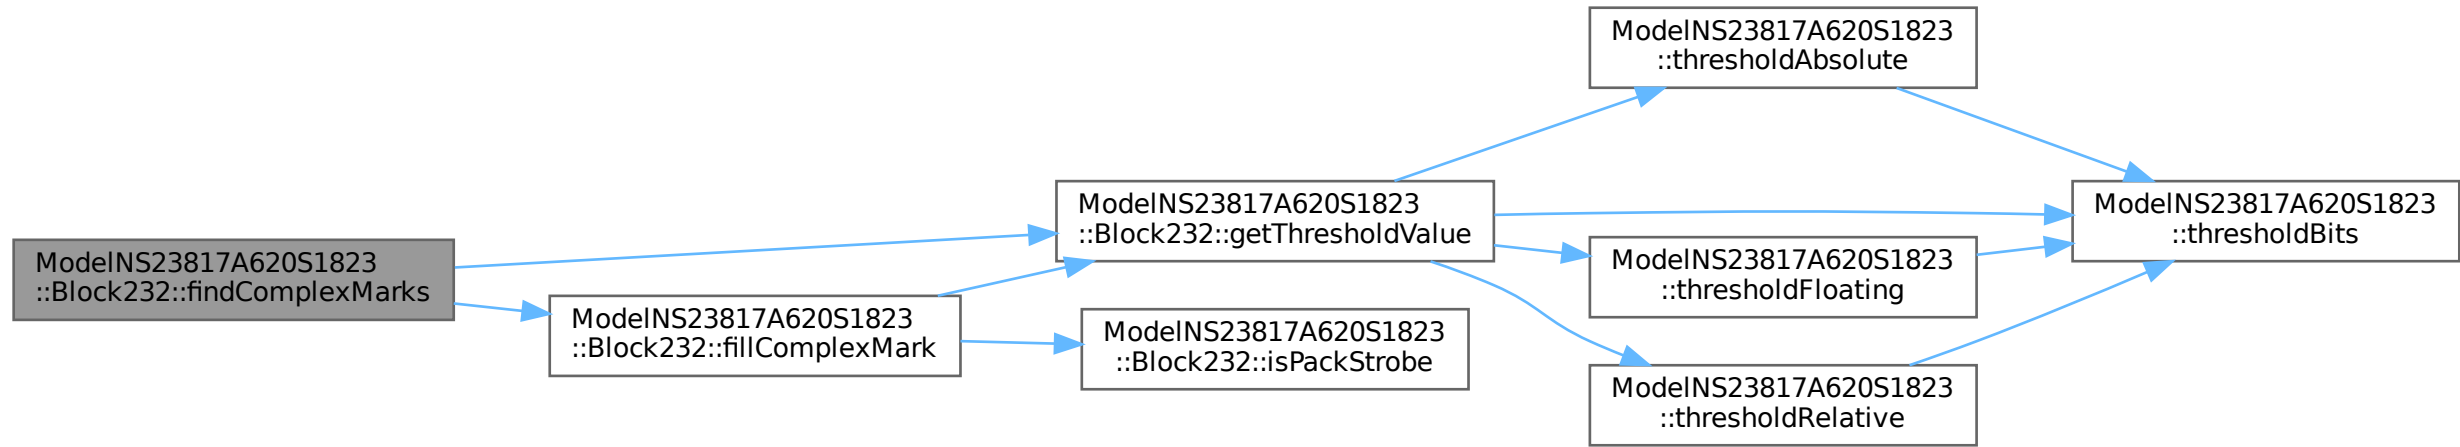 ModelNS23817A620S1823
::Block232::findComplexMarks
ModelNS23817A620S1823
::Block232::fillComplexMark
ModelNS23817A620S1823
::Block232::getThresholdValue
ModelNS23817A620S1823
::Block232::isPackStrobe
ModelNS23817A620S1823
::thresholdAbsolute
ModelNS23817A620S1823
::thresholdFloating
ModelNS23817A620S1823
::thresholdRelative
ModelNS23817A620S1823
::thresholdBits